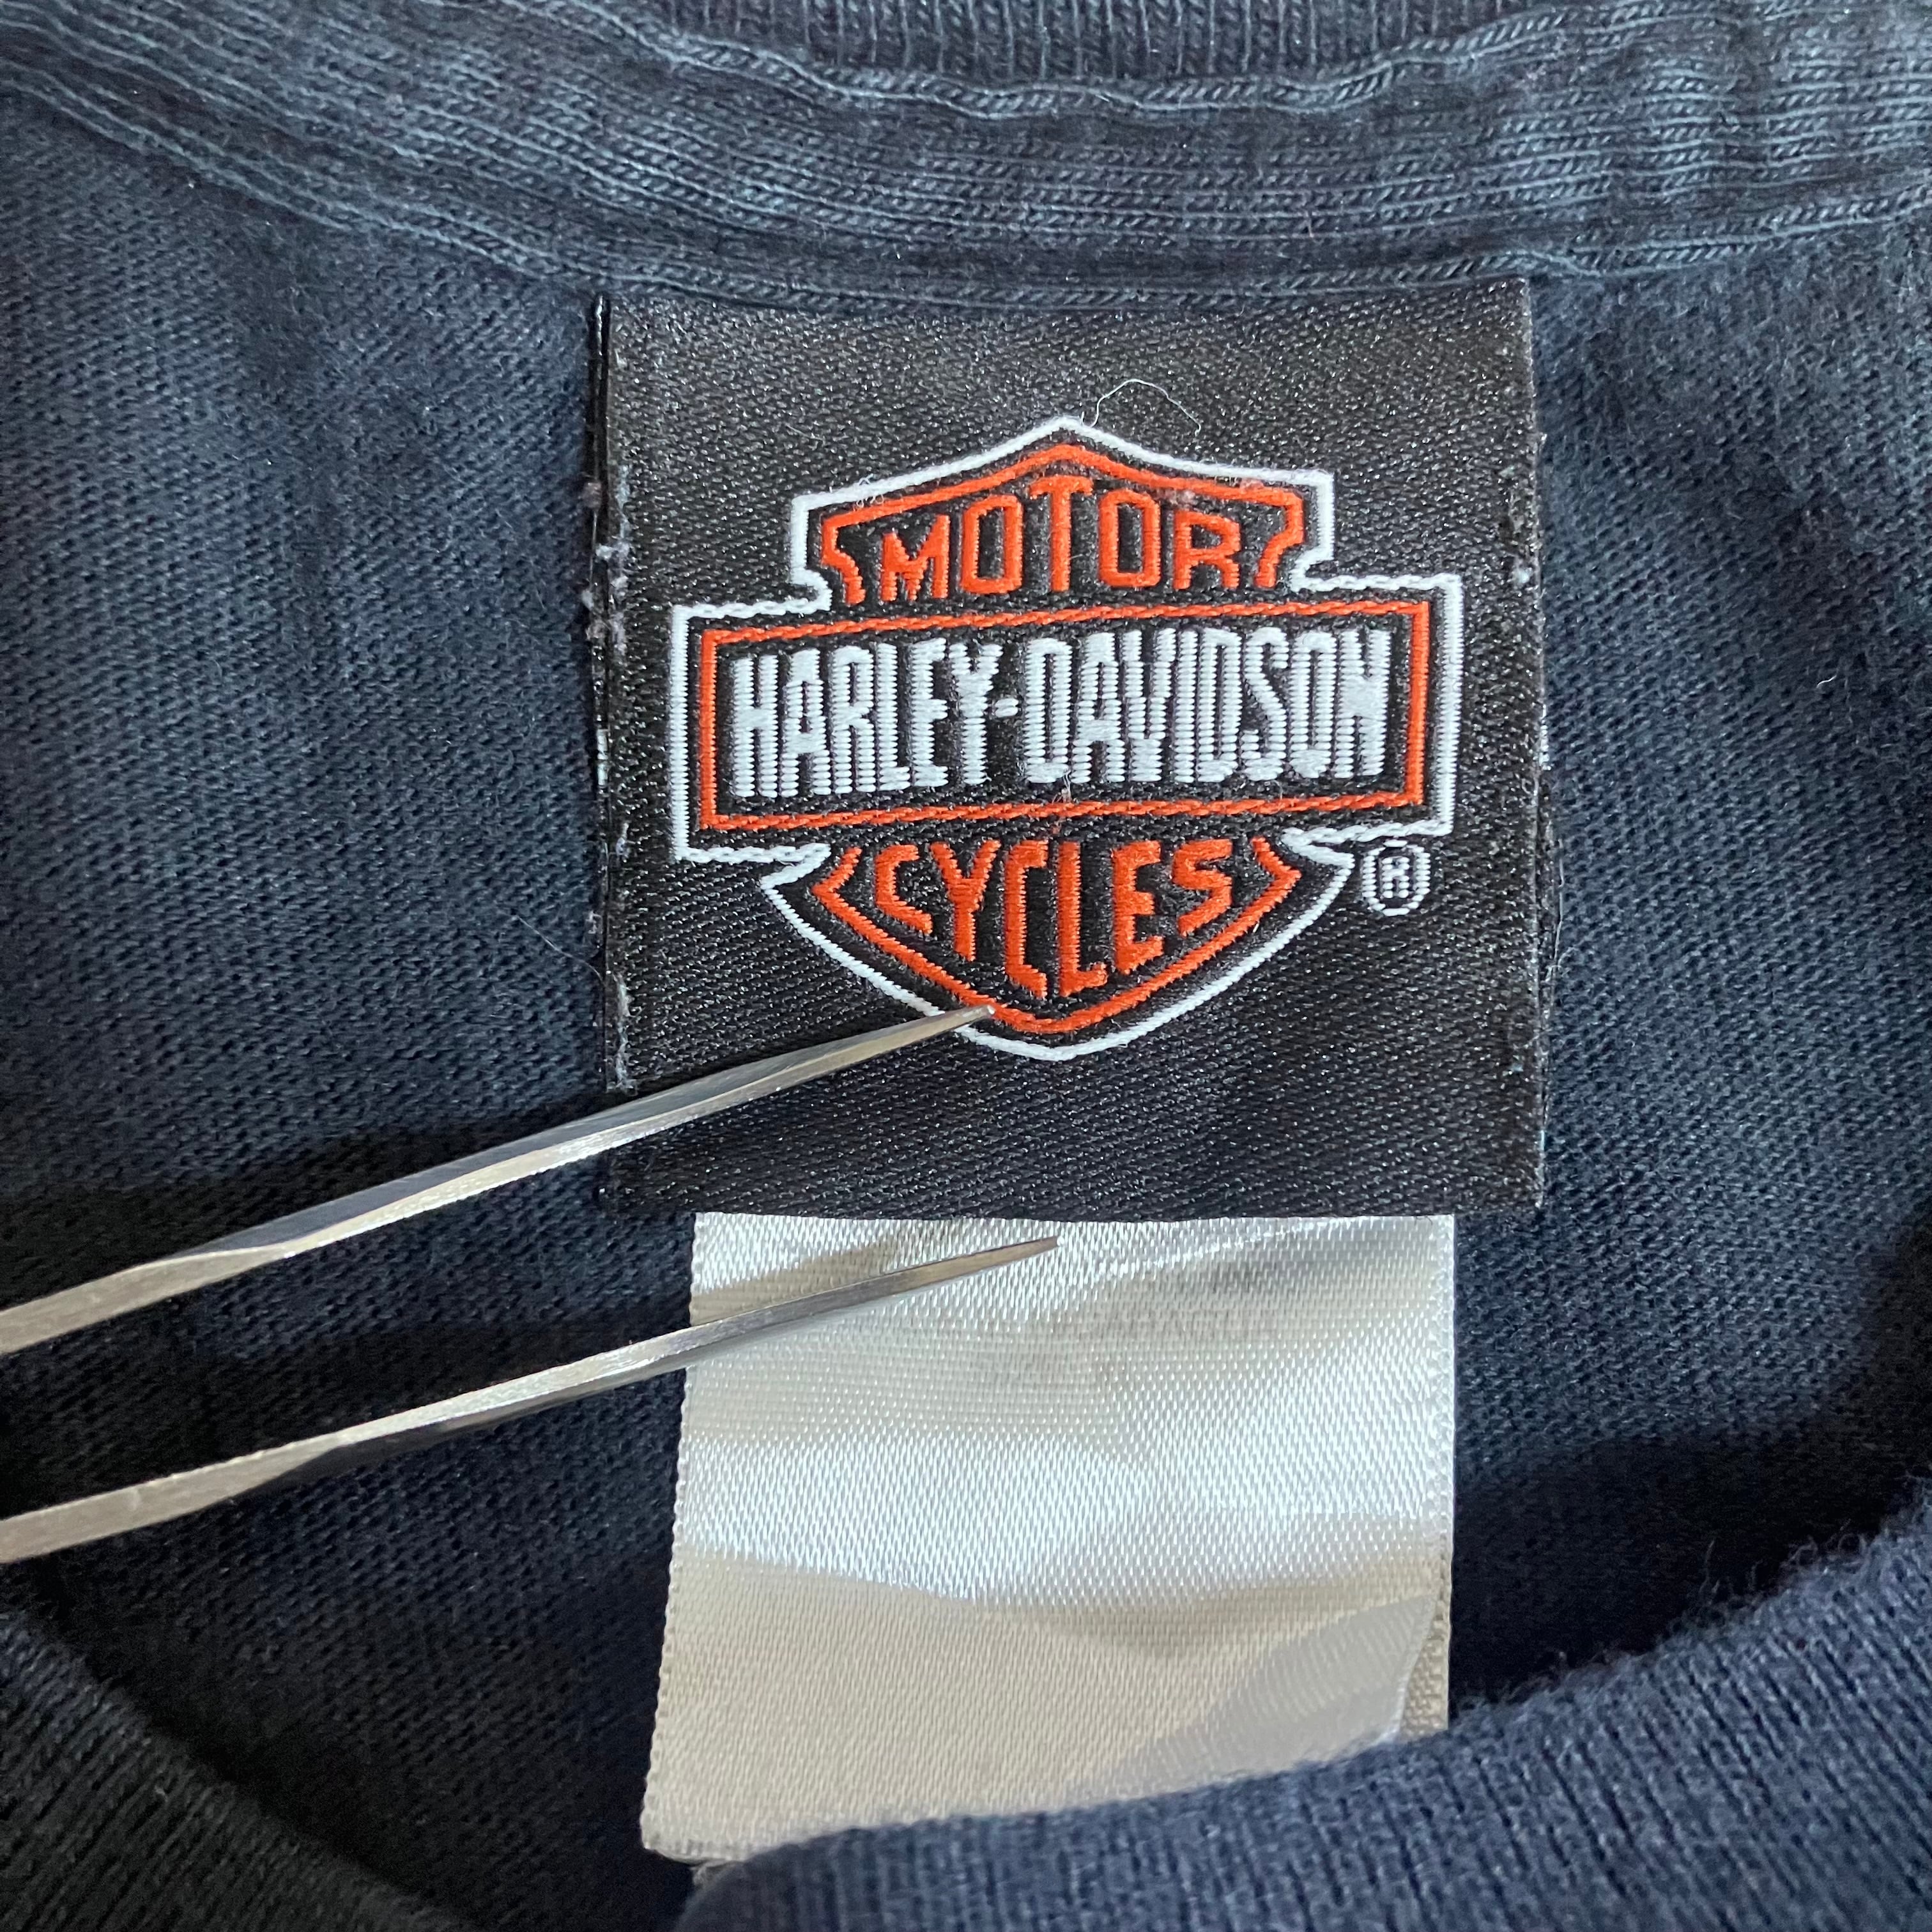 MOTOR
HARLEY-DAVIDSON
CYCLES
®